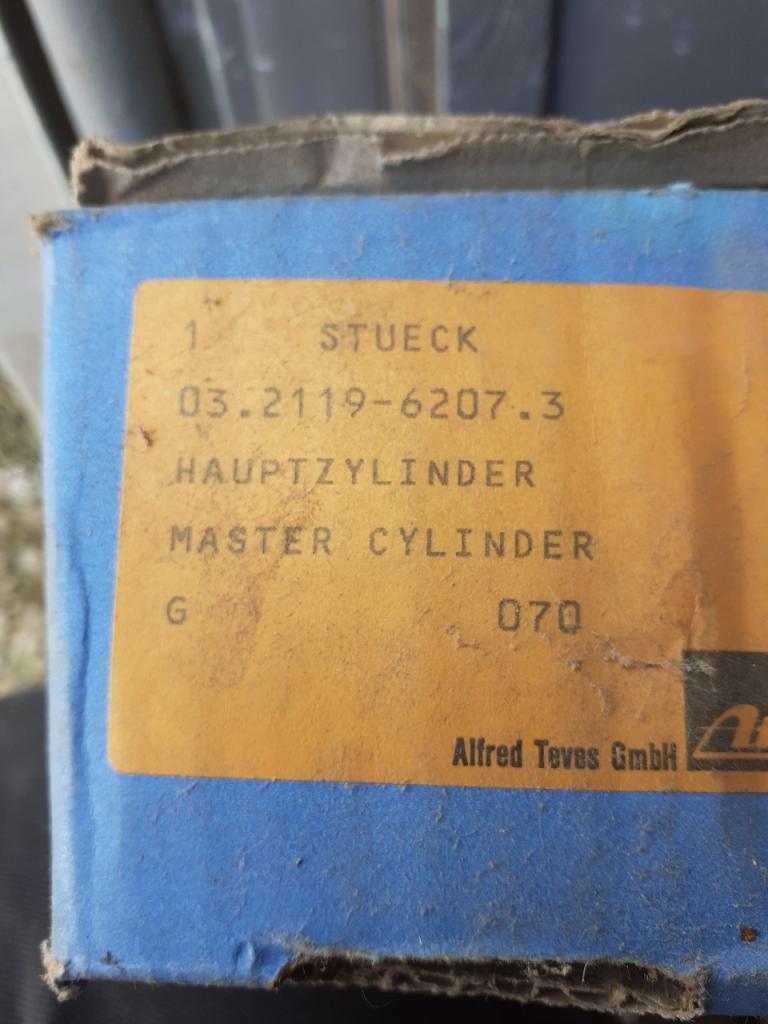 1 STUECK
03.2119-6207.3
HAUPTZYLINDER
MASTER CYLINDER
G 070
Alfred Teves GmbH